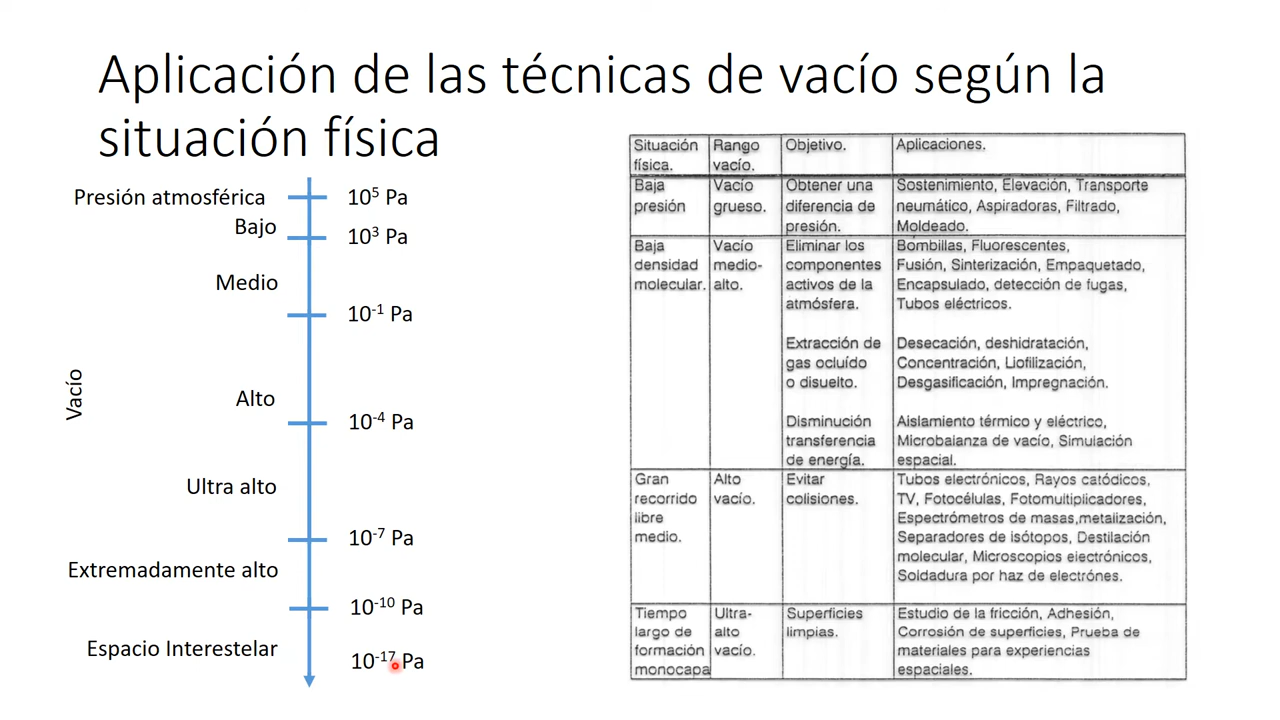 Aplicación de las técnicas de vacío según la
situación física
Presión atmosférica
10⁵ Pa
Bajo
10³ Pa
Medio
10⁻¹ Pa
Vacío
Alto
10⁻⁴ Pa
Ultra alto
10⁻⁷ Pa
Extremadamente alto
10⁻¹⁰ Pa
Espacio Interestelar
10⁻¹⁷ Pa
Situación
física.
Rango
vacío.
Objetivo.
Aplicaciones.
Baja
presión
Vacío
grueso.
Obtener una
diferencia de
presión.
Sostenimiento, Elevación, Transporte
neumático, Aspiradoras, Filtrado,
Moldeado.
Baja
densidad
molecular.
Vacío
medio-
alto.
Eliminar los
componentes
activos de la
atmósfera.
Bombillas, Fluorescentes,
Fusión, Sinterización, Empaquetado,
Encapsulado, detección de fugas,
Tubos eléctricos.
Extracción de
gas ocluído
o disuelto.
Desecación, deshidratación,
Concentración, Liofilización,
Desgasificación, Impregnación.
Disminución
transferencia
de energía.
Aislamiento térmico y eléctrico,
Microbalanza de vacío, Simulación
espacial.
Gran
recorrido
libre
medio.
Alto
vacío.
Evitar
colisiones.
Tubos electrónicos, Rayos catódicos,
TV, Fotocélulas, Fotomultiplicadores,
Espectrómetros de masas,metalización,
Separadores de isótopos, Destilación
molecular, Microscopios electrónicos,
Soldadura por haz de electrónes.
Tiempo
largo de
formación
monocapa
Ultra-
alto
vacío.
Superficies
limpias.
Estudio de la fricción, Adhesión,
Corrosión de superficies, Prueba de
materiales para experiencias
espaciales.